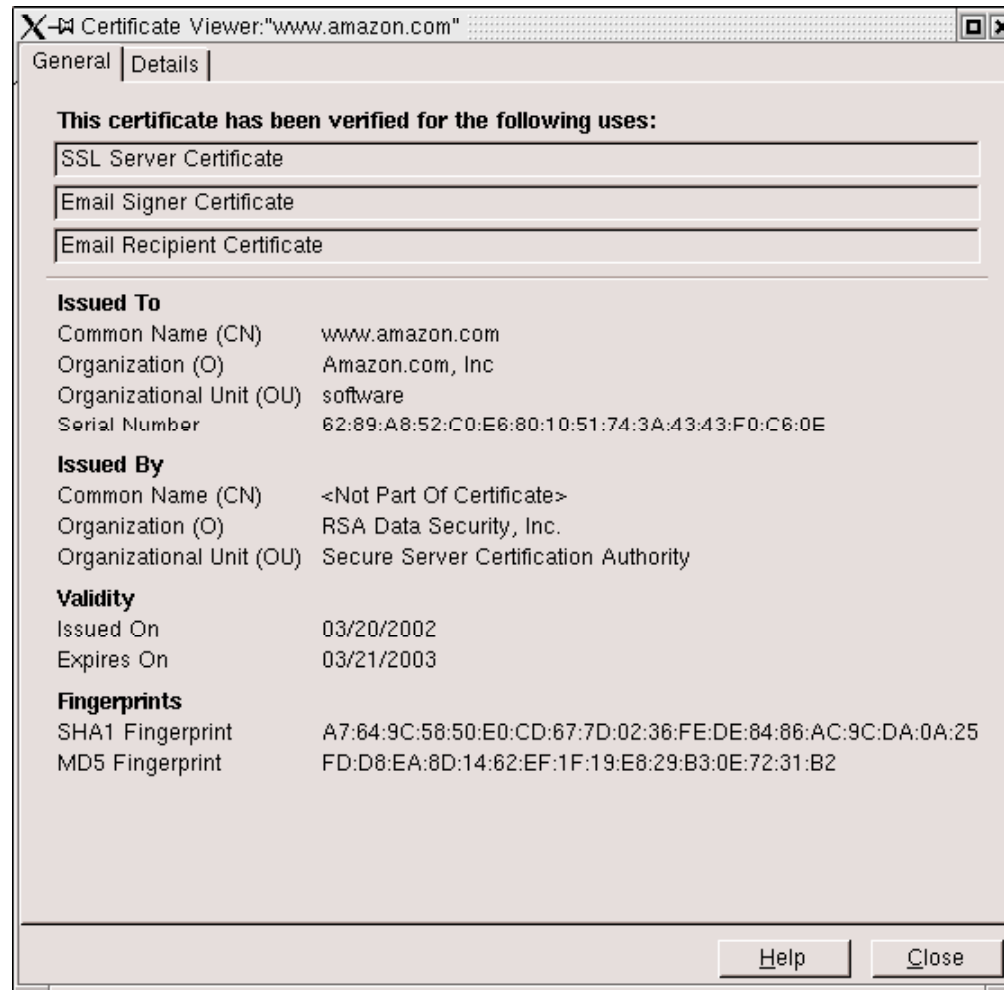 Certificate Viewer:"www.amazon.com"
General Details
This certificate has been verified for the following uses:
SSL Server Certificate
Email Signer Certificate
Email Recipient Certificate
Issued To
Common Name (CN) www.amazon.com
Organization (O) Amazon.com, Inc
Organizational Unit (OU) software
Serial Number 62:89:A8:52:C0:E6:80:10:51:74:3A:43:43:F0:C6:0E
Issued By
Common Name (CN) <Not Part Of Certificate>
Organization (O) RSA Data Security, Inc.
Organizational Unit (OU) Secure Server Certification Authority
Validity
Issued On 03/20/2002
Expires On 03/21/2003
Fingerprints
SHA1 Fingerprint A7:64:9C:58:50:E0:CD:67:7D:02:36:FE:DE:84:86:AC:9C:DA:0A:25
MD5 Fingerprint FD:D8:EA:8D:14:62:EF:1F:19:E8:29:B3:0E:72:31:B2
Help Close